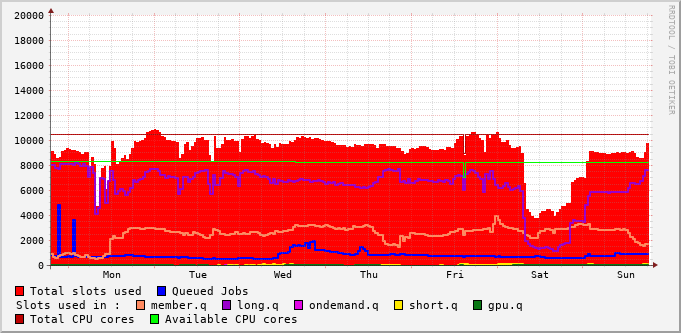 RRDTOOL / TOBI OETIKER
20000
18000
16000
14000
12000
10000
8000
6000
4000
2000
0
Mon Tue Wed Thu Fri Sat Sun
Total slots used Queued Jobs
Slots used in : member.q long.q ondemand.q short.q gpu.q
Total CPU cores Available CPU cores